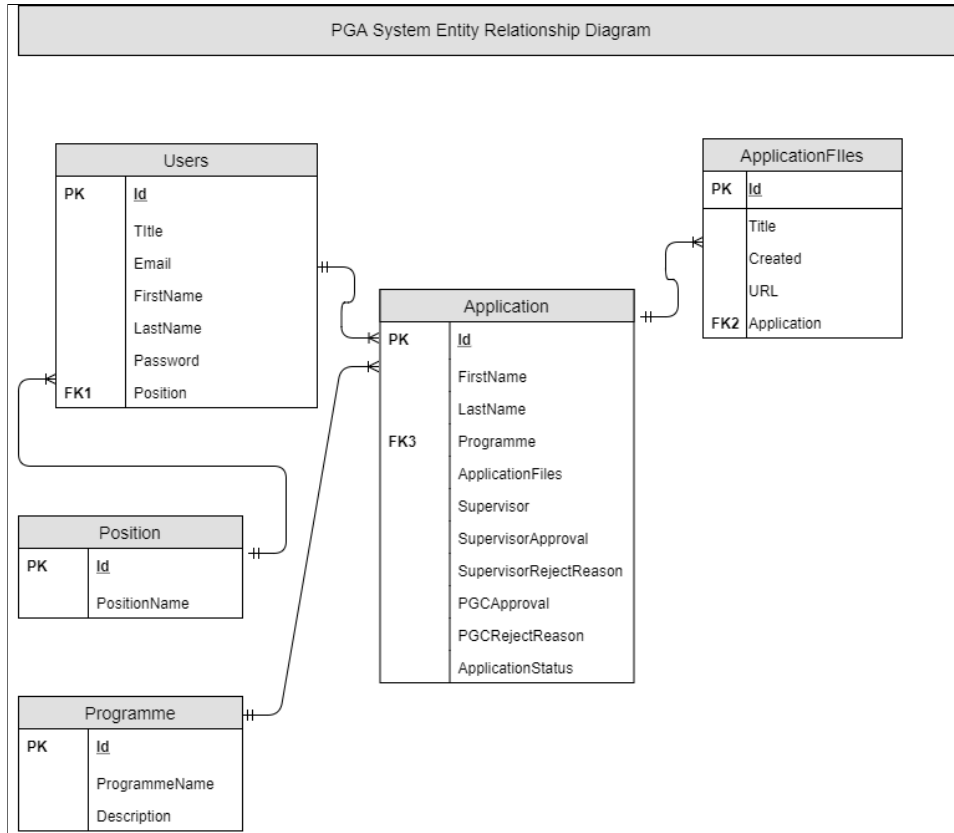 PGA System Entity Relationship Diagram
Users
PK Id
TItle
Email
FirstName
LastName
Password
FK1 Position
ApplicationFIles
PK Id
Title
Created
URL
FK2 Application
Application
PK Id
FirstName
LastName
FK3 Programme
ApplicationFiles
Supervisor
SupervisorApproval
SupervisorRejectReason
PGCApproval
PGCRejectReason
ApplicationStatus
Position
PK Id
PositionName
Programme
PK Id
ProgrammeName
Description